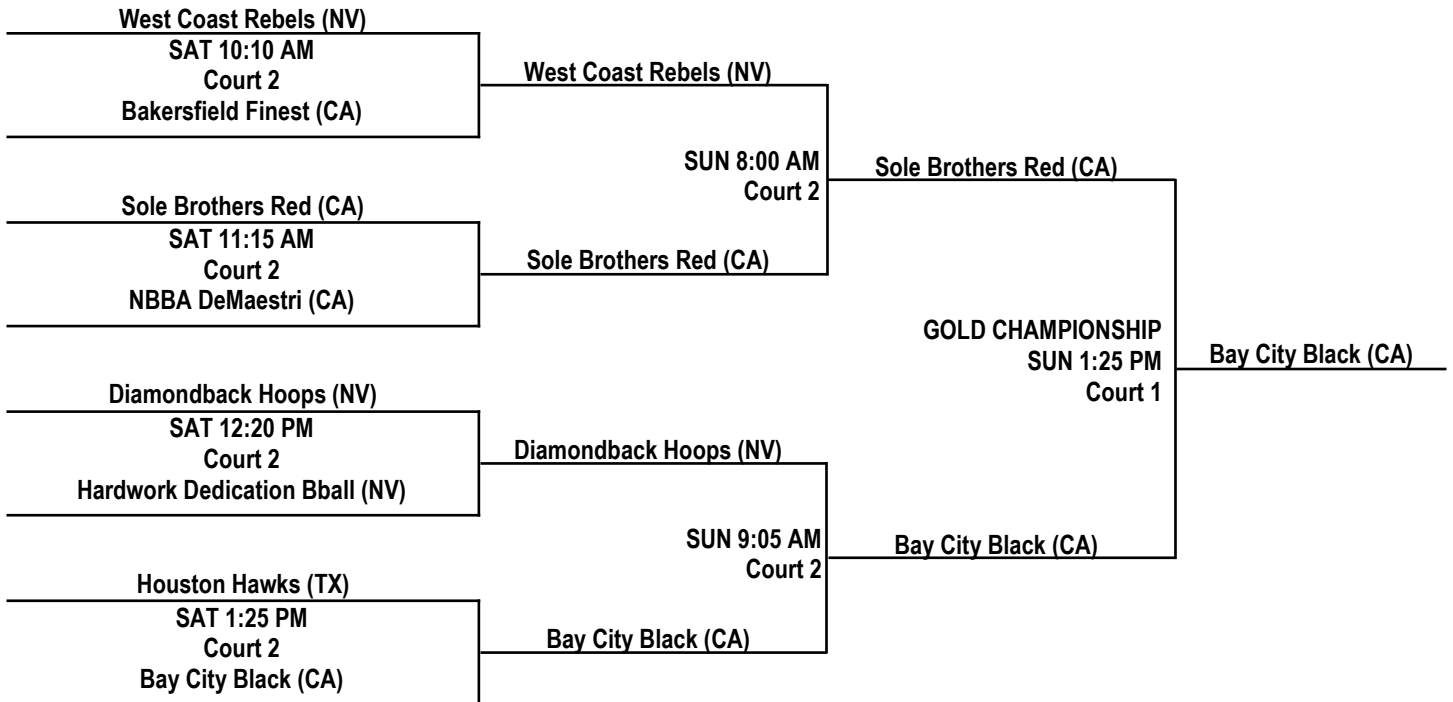 West Coast Rebels (NV)
SAT 10:10 AM
Court 2
Bakersfield Finest (CA)
West Coast Rebels (NV)
SUN 8:00 AM
Court 2
Sole Brothers Red (CA)
Sole Brothers Red (CA)
SAT 11:15 AM
Court 2
NBBA DeMaestri (CA)
Sole Brothers Red (CA)
GOLD CHAMPIONSHIP
SUN 1:25 PM
Court 1
Bay City Black (CA)
Diamondback Hoops (NV)
SAT 12:20 PM
Court 2
Hardwork Dedication Bball (NV)
Diamondback Hoops (NV)
SUN 9:05 AM
Court 2
Bay City Black (CA)
Houston Hawks (TX)
SAT 1:25 PM
Court 2
Bay City Black (CA)
Bay City Black (CA)